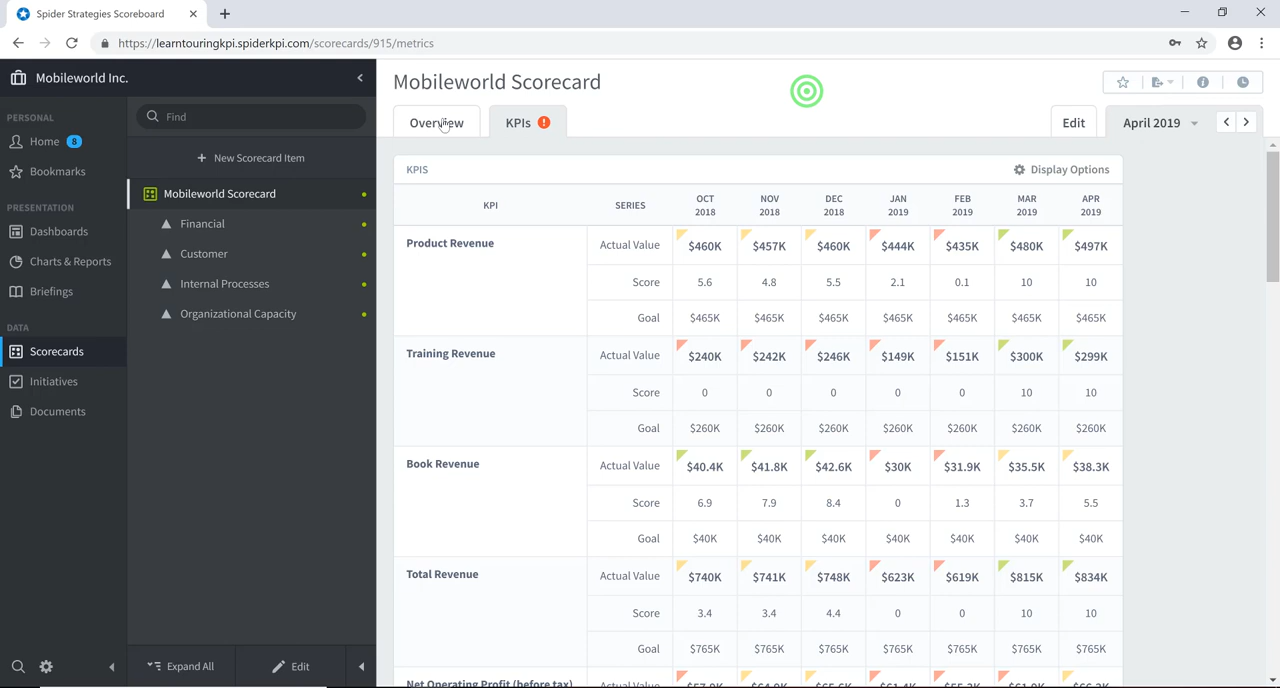 Spider Strategies Scoreboard
https://learntouringkpi.spiderkpi.com/scorecards/915/metrics
Mobileworld Inc.
PERSONAL
Home 8
Bookmarks
PRESENTATION
Dashboards
Charts & Reports
Briefings
DATA
Scorecards
Initiatives
Documents
Find
+ New Scorecard Item
Mobileworld Scorecard
Financial
Customer
Internal Processes
Organizational Capacity
Expand All
Edit
Mobileworld Scorecard
Overview
KPIs
Edit
April 2019
KPIS
Display Options
KPI SERIES OCT 2018 NOV 2018 DEC 2018 JAN 2019 FEB 2019 MAR 2019 APR 2019
Product Revenue Actual Value $460K $457K $460K $444K $435K $480K $497K
Score 5.6 4.8 5.5 2.1 0.1 10 10
Goal $465K $465K $465K $465K $465K $465K $465K
Training Revenue Actual Value $240K $242K $246K $149K $151K $300K $299K
Score 0 0 0 0 0 10 10
Goal $260K $260K $260K $260K $260K $260K $260K
Book Revenue Actual Value $40.4K $41.8K $42.6K $30K $31.9K $35.5K $38.3K
Score 6.9 7.9 8.4 0 1.3 3.7 5.5
Goal $40K $40K $40K $40K $40K $40K $40K
Total Revenue Actual Value $740K $741K $748K $623K $619K $815K $834K
Score 3.4 3.4 4.4 0 0 10 10
Goal $765K $765K $765K $765K $765K $765K $765K
Net Operating Profit (before tax)